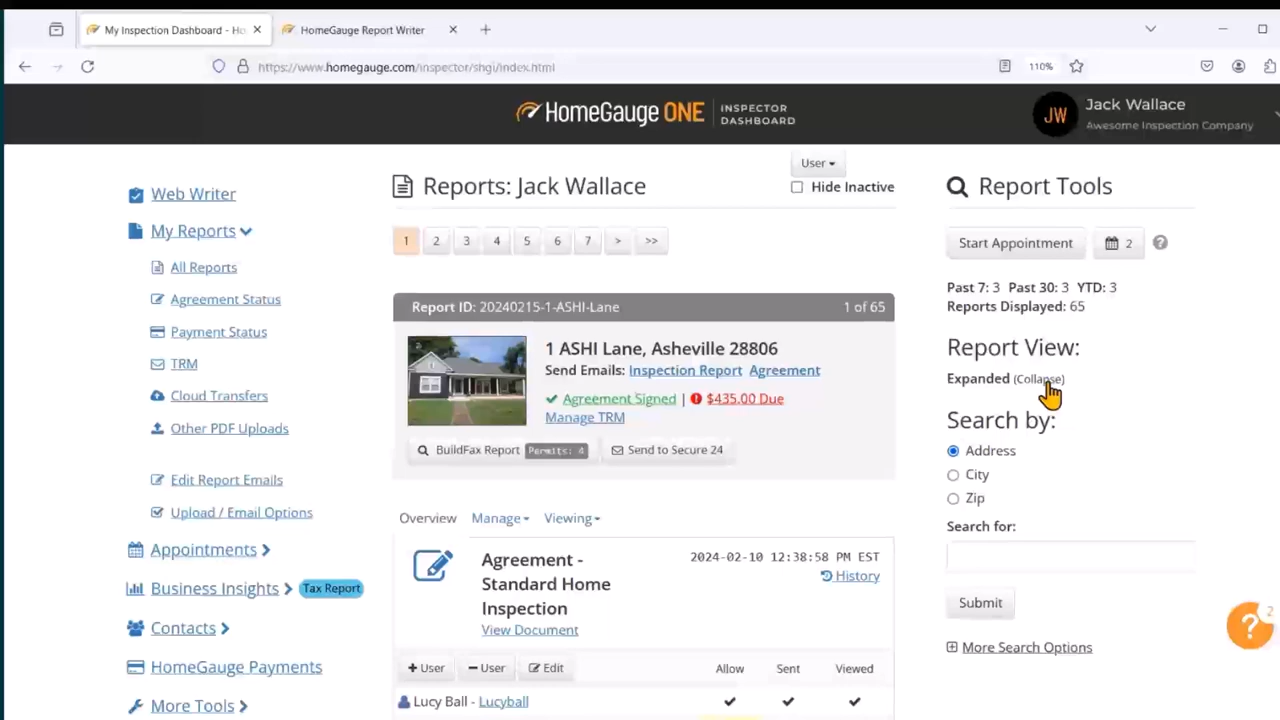 My Inspection Dashboard - Ho
HomeGauge Report Writer
https://www.homegauge.com/inspector/shgi/index.html
110%
HomeGauge ONE
INSPECTOR DASHBOARD
JW
Jack Wallace
Awesome Inspection Company
Web Writer
My Reports
All Reports
Agreement Status
Payment Status
TRM
Cloud Transfers
Other PDF Uploads
Edit Report Emails
Upload / Email Options
Appointments
Business Insights
Tax Report
Contacts
HomeGauge Payments
More Tools
User
Reports: Jack Wallace
Hide Inactive
1 2 3 4 5 6 7 > >>
Report ID: 20240215-1-ASHI-Lane
1 of 65
1 ASHI Lane, Asheville 28806
Send Emails: Inspection Report Agreement
Agreement Signed | $435.00 Due
Manage TRM
BuildFax Report Permits: 4
Send to Secure 24
Overview Manage Viewing
Agreement -
Standard Home
Inspection
View Document
2024-02-10 12:38:58 PM EST
History
+ User - User Edit Allow Sent Viewed
Lucy Ball - Lucyball
Report Tools
Start Appointment
2
?
Past 7: 3 Past 30: 3 YTD: 3
Reports Displayed: 65
Report View:
Expanded (Collapse)
Search by:
Address
City
Zip
Search for:
Submit
More Search Options
? 2